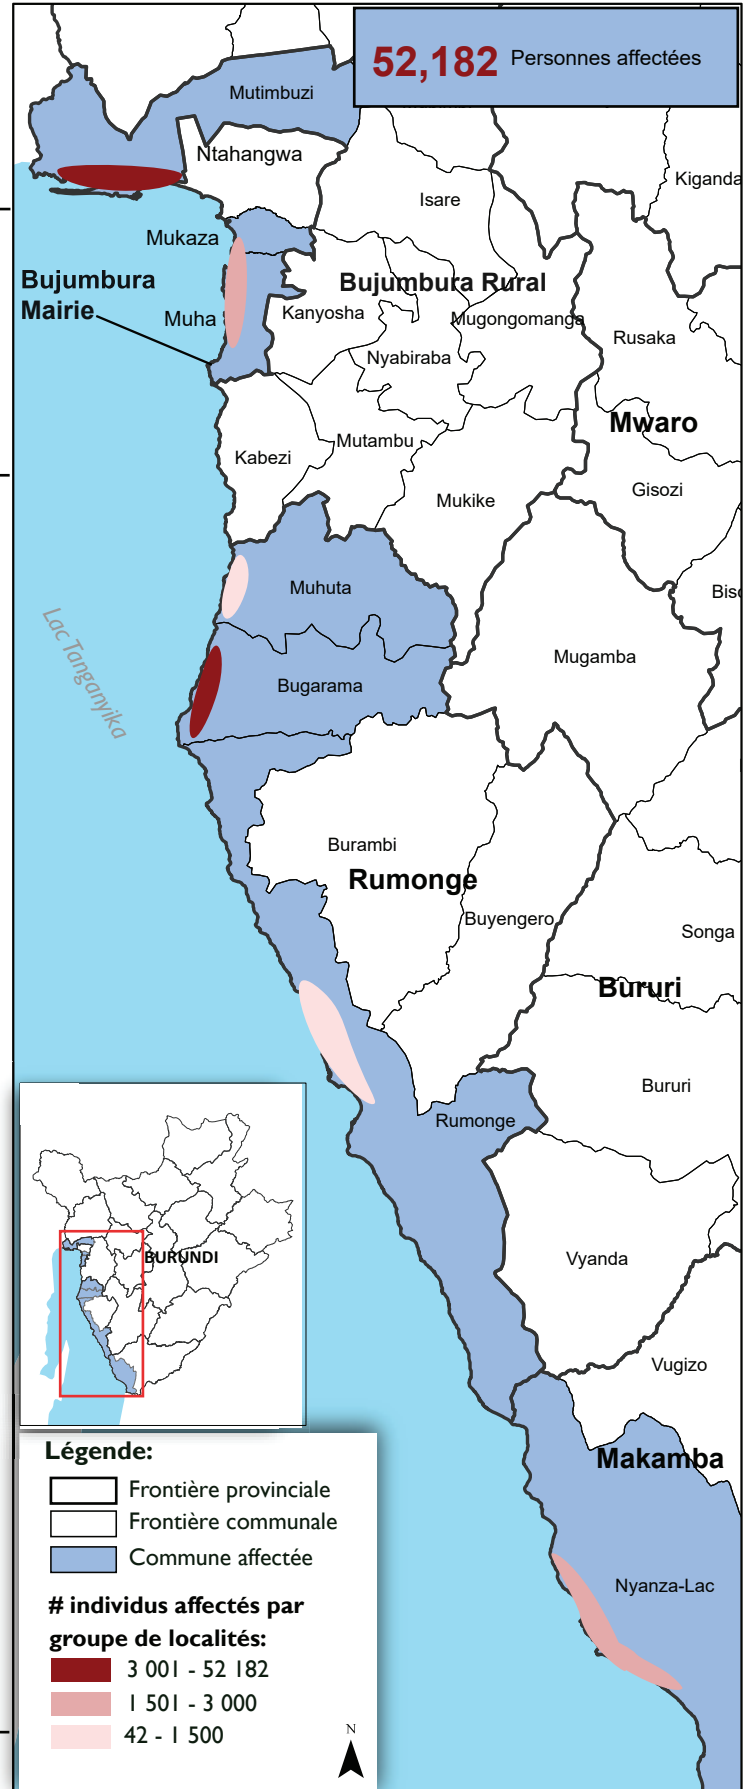 52,182 Personnes affectées
Mutimbuzi
Ntahangwa
Kiganda
Isare
Mukaza
Bujumbura
Mairie
Bujumbura Rural
Kanyosha
Muha
Mugongomanga
Rusaka
Nyabiraba
Mwaro
Mutambu
Kabezi
Gisozi
Mukike
Muhuta
Biso
Lac Tanganyika
Mugamba
Bugarama
Burambi
Rumonge
Buyengero
Songa
Bururi
Bururi
Rumonge
Vyanda
BURUNDI
Vugizo
Makamba
Nyanza-Lac
Légende:
Frontière provinciale
Frontière communale
Commune affectée
# individus affectés par
groupe de localités:
3 001 - 52 182
1 501 - 3 000
42 - 1 500
N